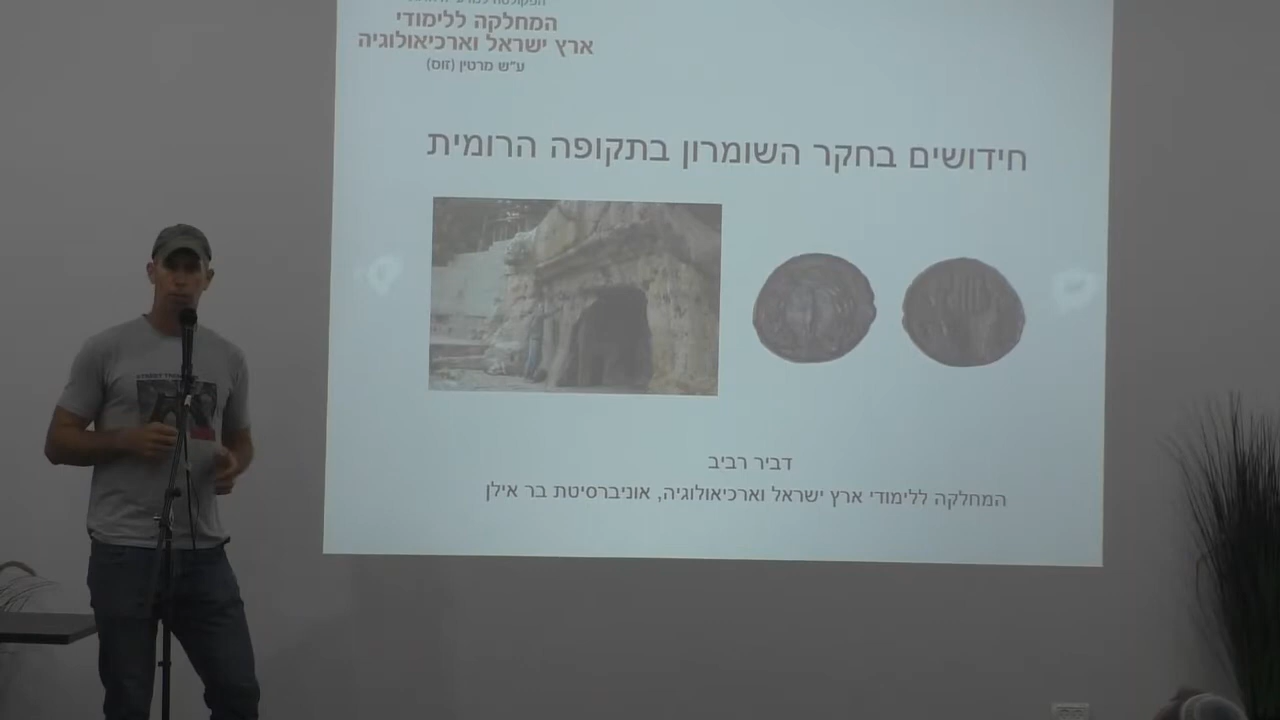 המחלקה ללימודי
ארץ ישראל וארכיאולוגיה
ע״ש מרטין (זוס)
חידושים בחקר השומרון בתקופה הרומית
דביר רביב
המחלקה ללימודי ארץ ישראל וארכיאולוגיה, אוניברסיטת בר אילן